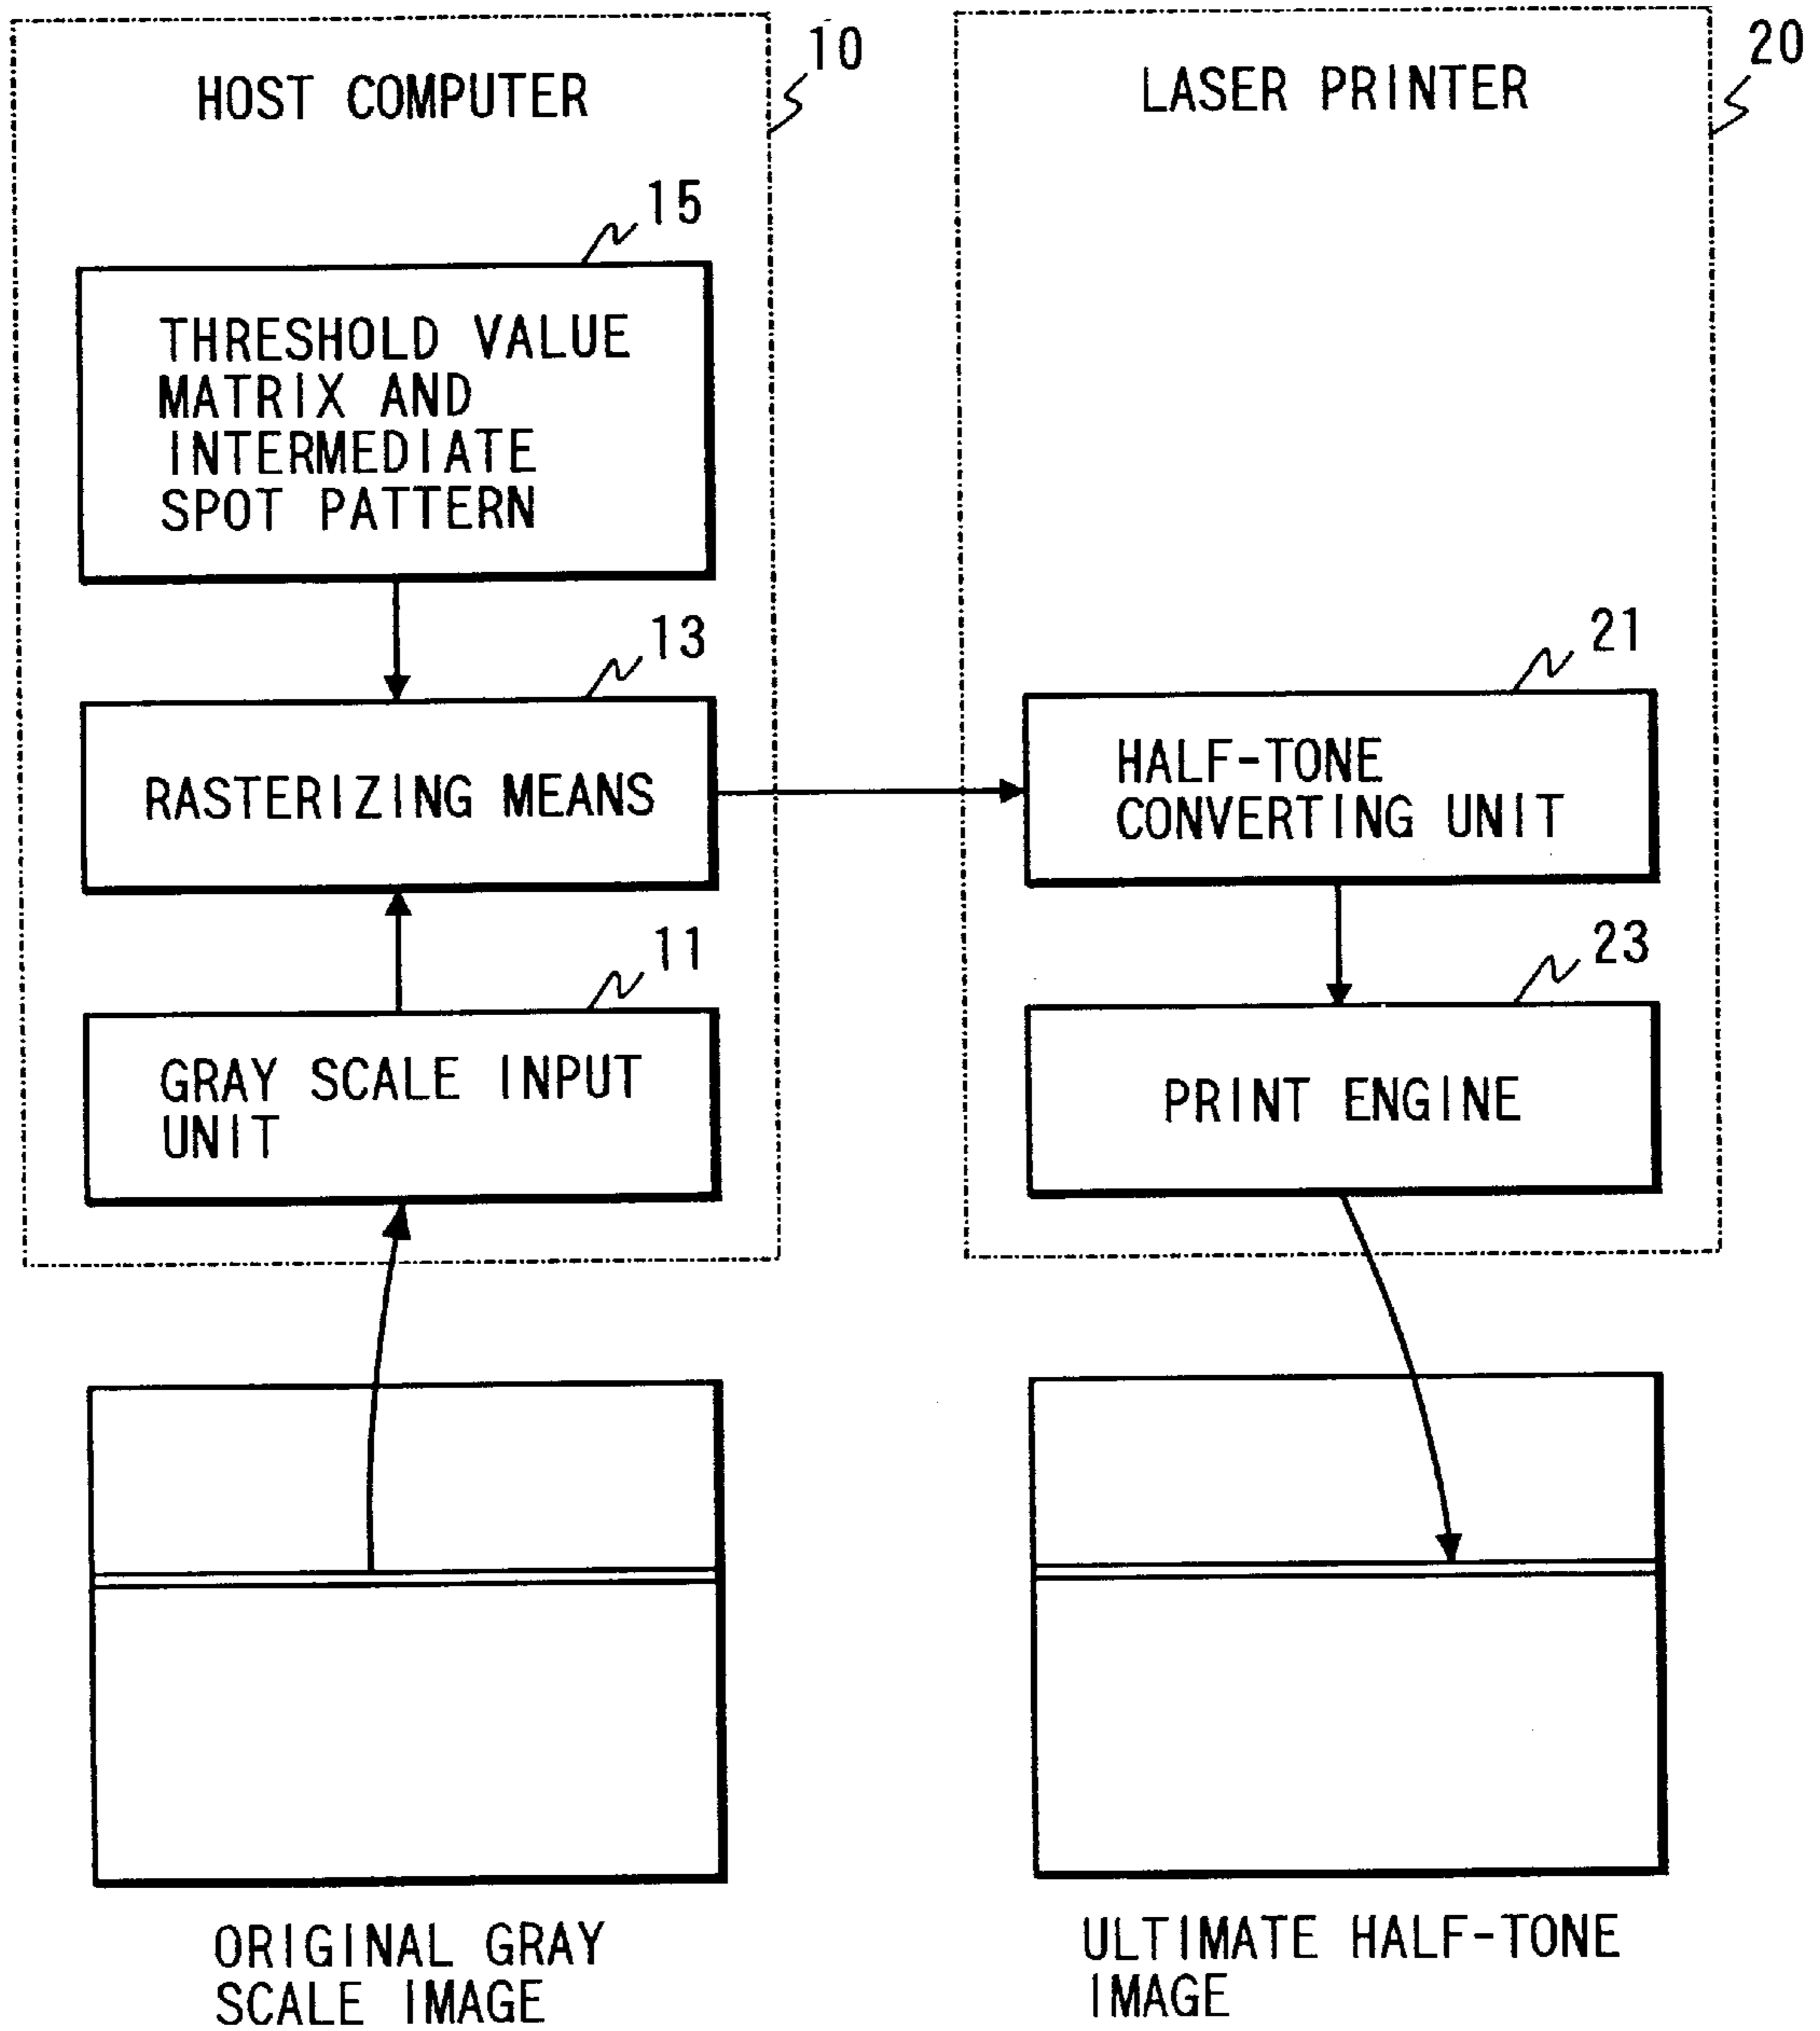 HOST COMPUTER
10
15
THRESHOLD VALUE
MATRIX AND
INTERMEDIATE
SPOT PATTERN
13
RASTERIZING MEANS
11
GRAY SCALE INPUT
UNIT
ORIGINAL GRAY
SCALE IMAGE
LASER PRINTER
20
21
HALF-TONE
CONVERTING UNIT
23
PRINT ENGINE
ULTIMATE HALF-TONE
IMAGE